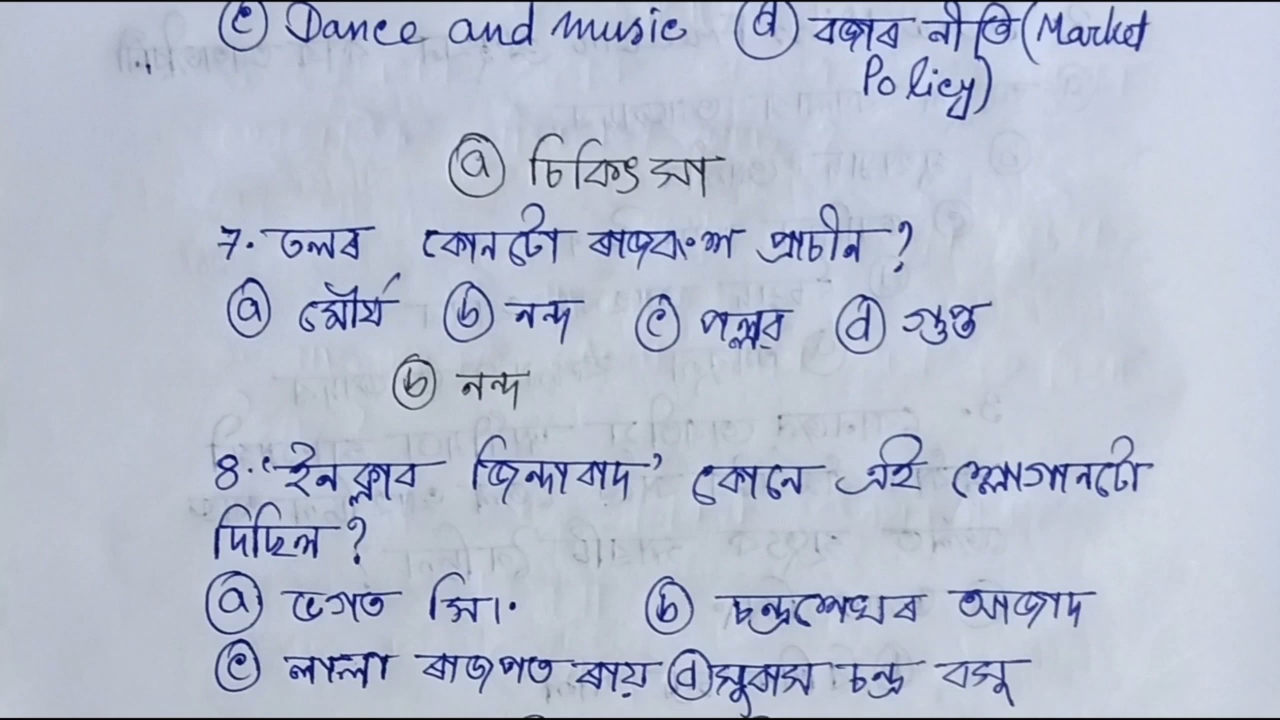 ⓒ Dance and music ⓓ বজাৰ নীতি (Market
Policy)
ⓐ চিকিৎসা
7. তলৰ কোনটো ৰাজবংশ প্ৰাচীন?
ⓐ মৌৰ্য ⓑ নন্দ ⓒ পল্লৱ ⓓ গুপ্ত
ⓑ নন্দ
8. 'ইনক্লাব জিন্দাবাদ' কোনে এই শ্লোগানটো
দিছিল?
ⓐ ভগত সিং ⓑ চন্দ্ৰশেখৰ আজাদ
ⓒ লালা ৰাজপত ৰায় ⓓ সুবাস চন্দ্ৰ বসু